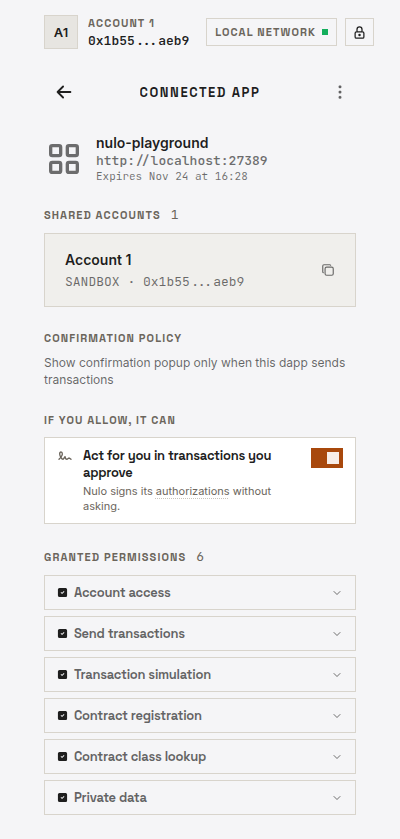 A1
ACCOUNT 1
0x1b55...aeb9
LOCAL NETWORK
CONNECTED APP
nulo-playground
http://localhost:27389
Expires Nov 24 at 16:28
SHARED ACCOUNTS 1
Account 1
SANDBOX · 0x1b55...aeb9
CONFIRMATION POLICY
Show confirmation popup only when this dapp sends
transactions
IF YOU ALLOW, IT CAN
Act for you in transactions you
approve
Nulo signs its authorizations without
asking.
GRANTED PERMISSIONS 6
Account access
Send transactions
Transaction simulation
Contract registration
Contract class lookup
Private data